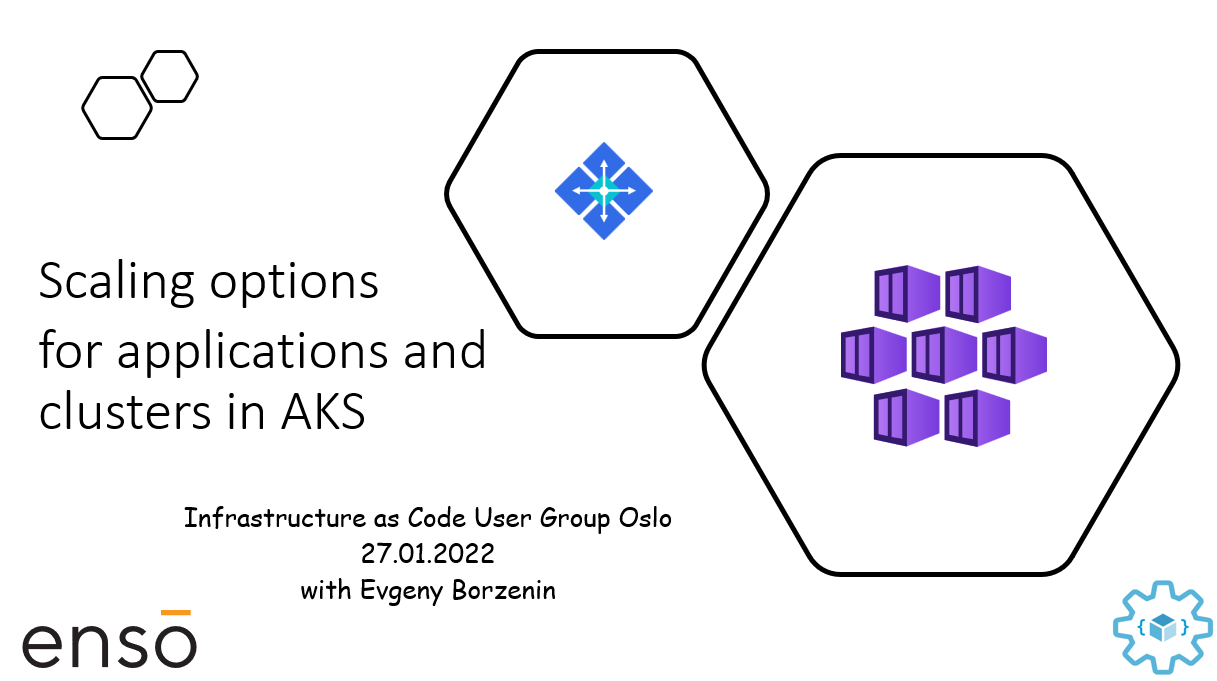 Scaling options
for applications and
clusters in AKS
Infrastructure as Code User Group Oslo
27.01.2022
with Evgeny Borzenin
ensō
{ }